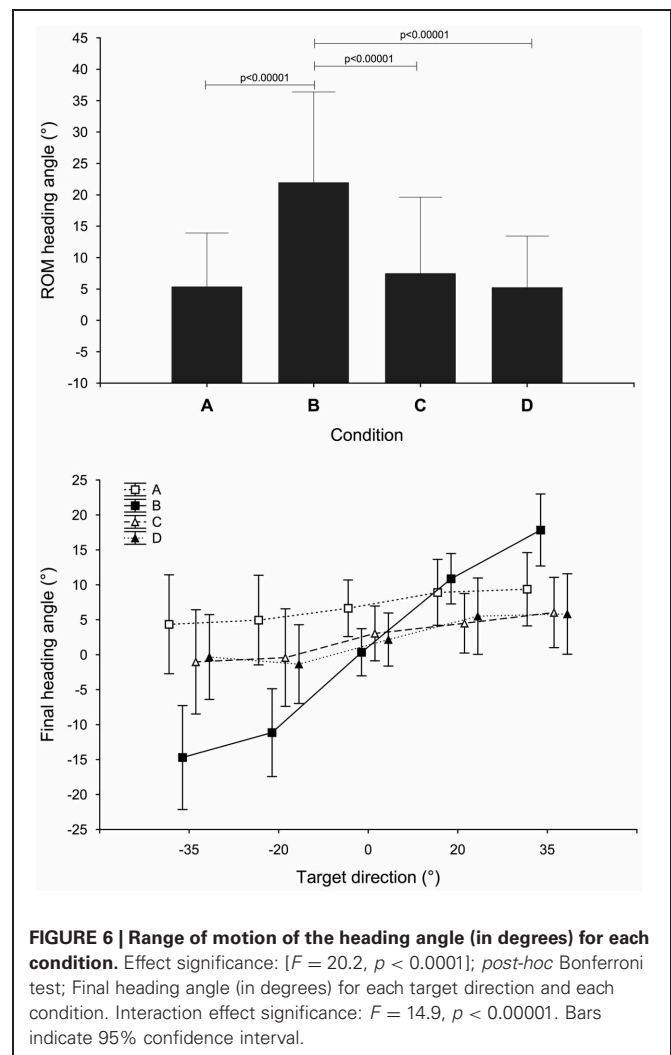 p<0.00001
p<0.00001
p<0.00001
ROM heading angle (°)
45
40
35
30
25
20
15
10
5
0
-5
-10
A B C D
Condition
A
B
C
D
Final heading angle (°)
25
20
15
10
5
0
-5
-10
-15
-20
-25
-35 -20 0 20 35
Target direction (°)
FIGURE 6 | Range of motion of the heading angle (in degrees) for each
condition. Effect significance: [F = 20.2, p < 0.0001]; post-hoc Bonferroni
test; Final heading angle (in degrees) for each target direction and each
condition. Interaction effect significance: F = 14.9, p < 0.00001. Bars
indicate 95% confidence interval.